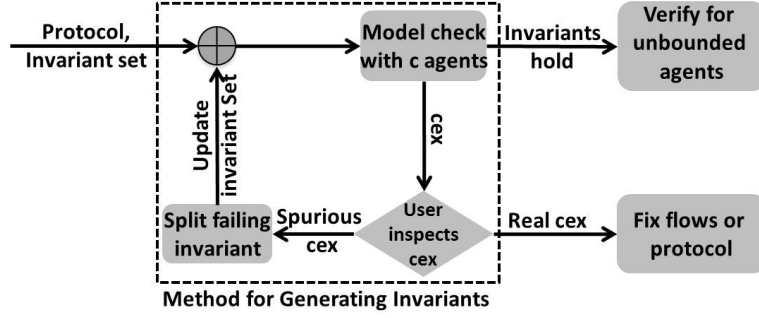 Protocol,
Invariant set
Model check
with c agents
Invariants
hold
Verify for
unbounded
agents
Update
invariant Set
cex
Split failing
invariant
Spurious
cex
User
inspects
cex
Real cex
Fix flows or
protocol
Method for Generating Invariants